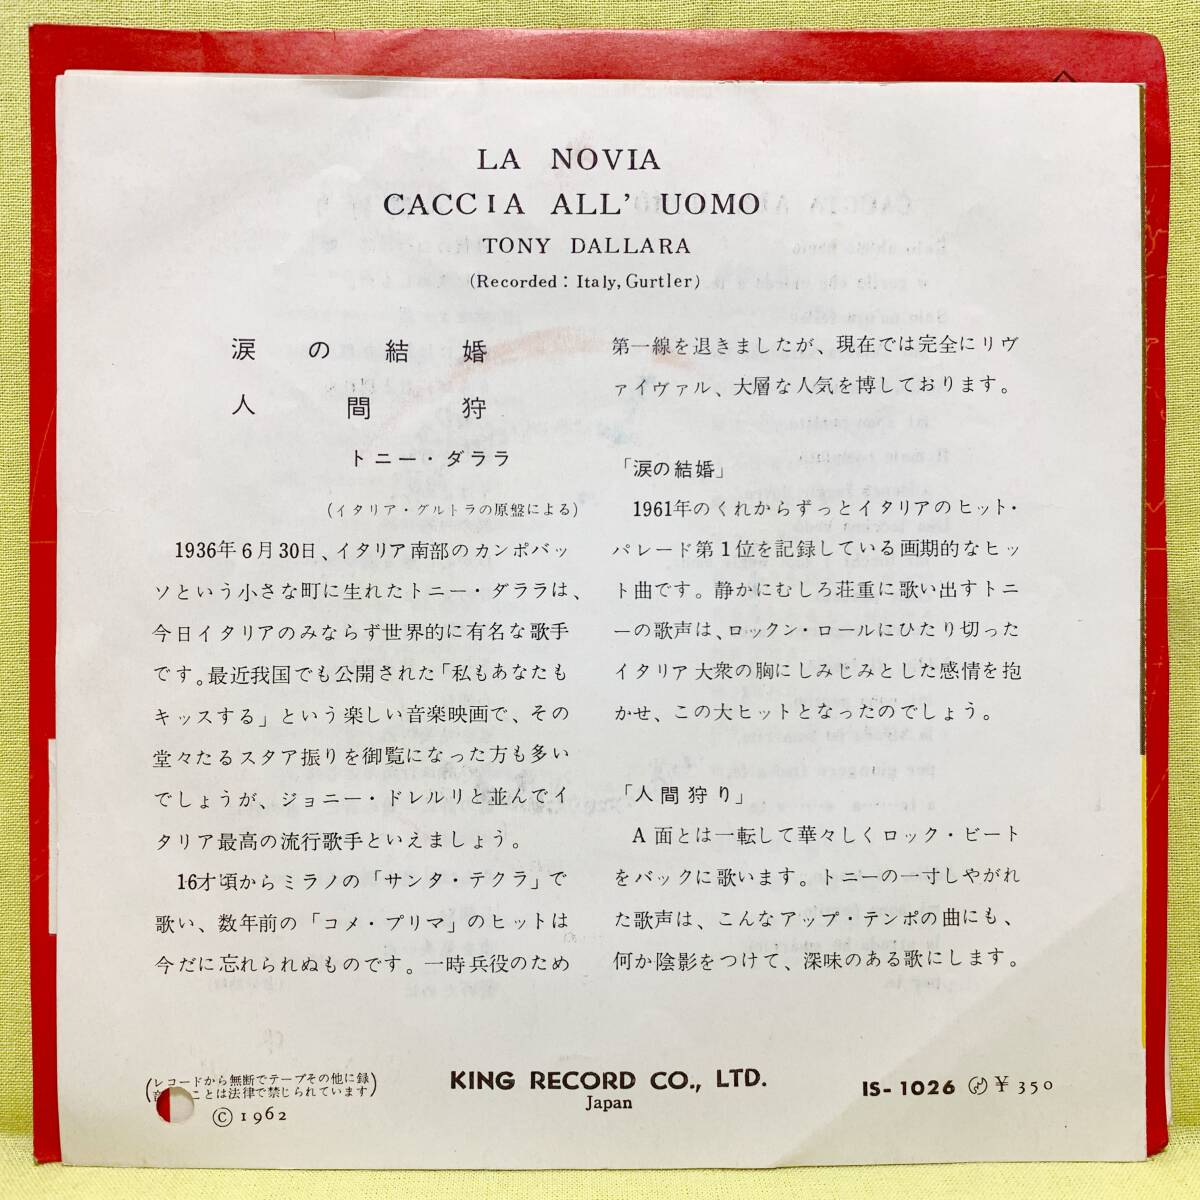 LA NOVIA
CACCIA ALL' UOMO
TONY DALLARA
(Recorded: Italy, Gurtler)
涙の結婚
人間狩
トニー・ダララ
(イタリア・グルトラの原盤による)
1936年6月30日、イタリア南部のカンポバッ
ソという小さな町に生れたトニー・ダララは、
今日イタリアのみならず世界的に有名な歌手
です。最近我国でも公開された「私もあなたも
キッスする」という楽しい音楽映画で、その
堂々たるスタア振りを御覧になった方も多い
でしょうが、ジョニー・ドレルリと並んでイ
タリア最高の流行歌手といえましょう。
16才頃からミラノの「サンタ・テクラ」で
歌い、数年前の「コメ・プリマ」のヒットは
今だに忘れられぬものです。一時兵役のため
第一線を退きましたが、現在では完全にリヴ
ァイヴァル、大層な人気を博しております。
「涙の結婚」
1961年のくれからずっとイタリアのヒット・
パレード第1位を記録している画期的なヒッ
ト曲です。静かにむしろ荘重に歌い出すトニ
ーの歌声は、ロックン・ロールにひたり切った
イタリア大衆の胸にしみじみとした感情を抱
かせ、この大ヒットとなったのでしょう。
「人間狩り」
A面とは一転して華々しくロック・ビート
をバックに歌います。トニーの一寸しゃがれ
た歌声は、こんなアップ・テンポの曲にも、
何か陰影をつけて、深味のある歌にします。
(レコードから無断でテープその他に録
ことは法律で禁じられています)
© 1962
KING RECORD CO., LTD.
Japan
IS-1026 ¥350